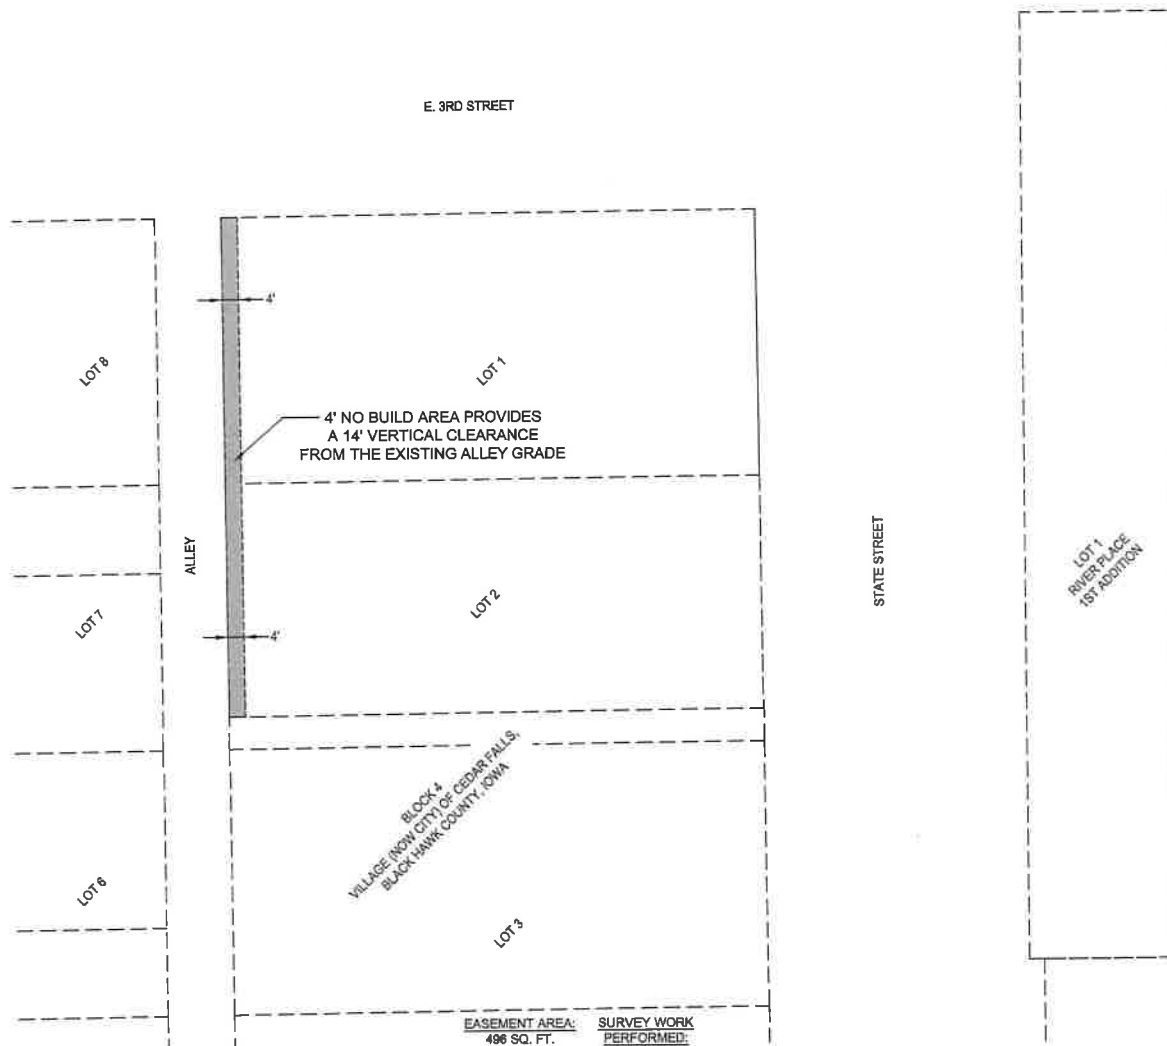 E. 3RD STREET
4'
LOT 8
LOT 1
4' NO BUILD AREA PROVIDES
A 14' VERTICAL CLEARANCE
FROM THE EXISTING ALLEY GRADE
ALLEY
STATE STREET
LOT 1
RIVER PLACE
1ST ADDITION
LOT 7
LOT 2
4'
BLOCK 4
VILLAGE (NOW CITY) OF CEDAR FALLS,
BLACK HAWK COUNTY, IOWA
LOT 6
LOT 3
EASEMENT AREA:
496 SQ. FT.
SURVEY WORK
PERFORMED: